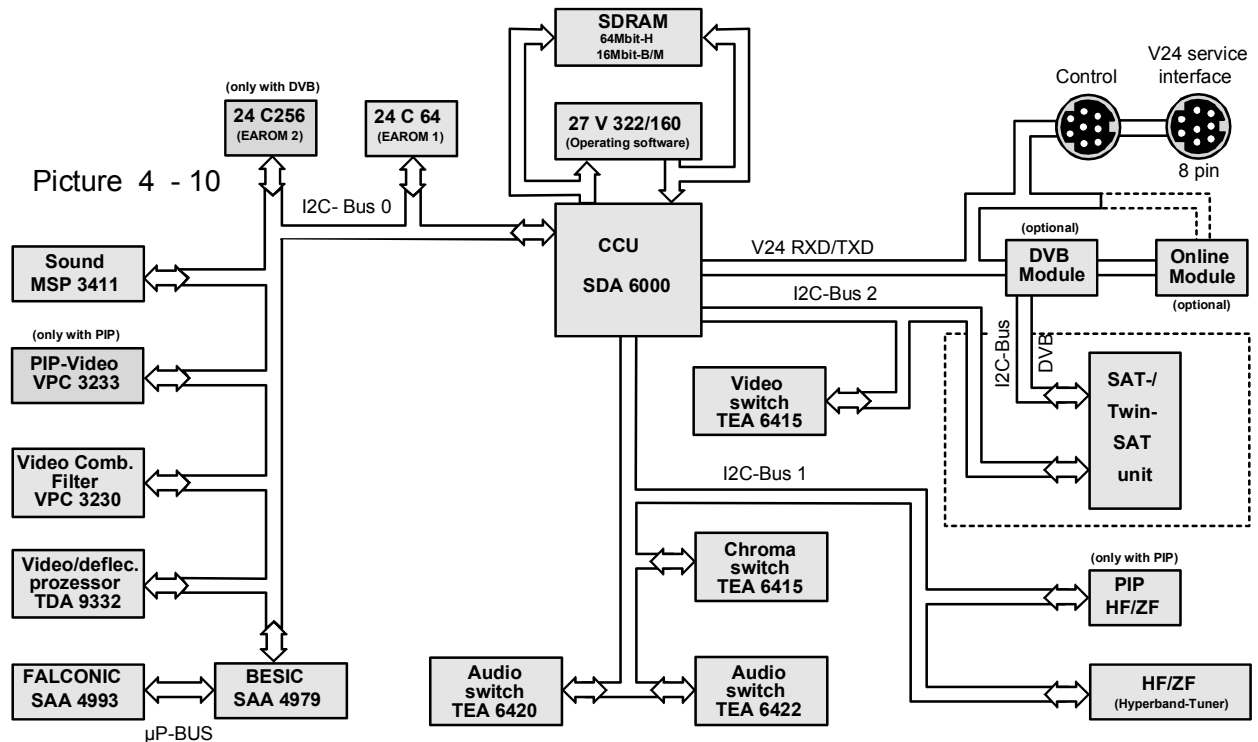 SDRAM
64Mbit-H
16Mbit-B/M
V24 service
interface
Control
8 pin
(only with DVB)
24 C256
(EAROM 2)
24 C 64
(EAROM 1)
27 V 322/160
(Operating software)
Picture 4 - 10
I2C- Bus 0
CCU
SDA 6000
V24 RXD/TXD
(optional)
DVB
Module
Online
Module
(optional)
Sound
MSP 3411
I2C-Bus 2
I2C-Bus
DVB
(only with PIP)
PIP-Video
VPC 3233
Video
switch
TEA 6415
SAT-/
Twin-
SAT
unit
Video Comb.
Filter
VPC 3230
I2C-Bus 1
Video/deflec.
prozessor
TDA 9332
Chroma
switch
TEA 6415
(only with PIP)
PIP
HF/ZF
FALCONIC
SAA 4993
BESIC
SAA 4979
µP-BUS
Audio
switch
TEA 6420
Audio
switch
TEA 6422
HF/ZF
(Hyperband-Tuner)